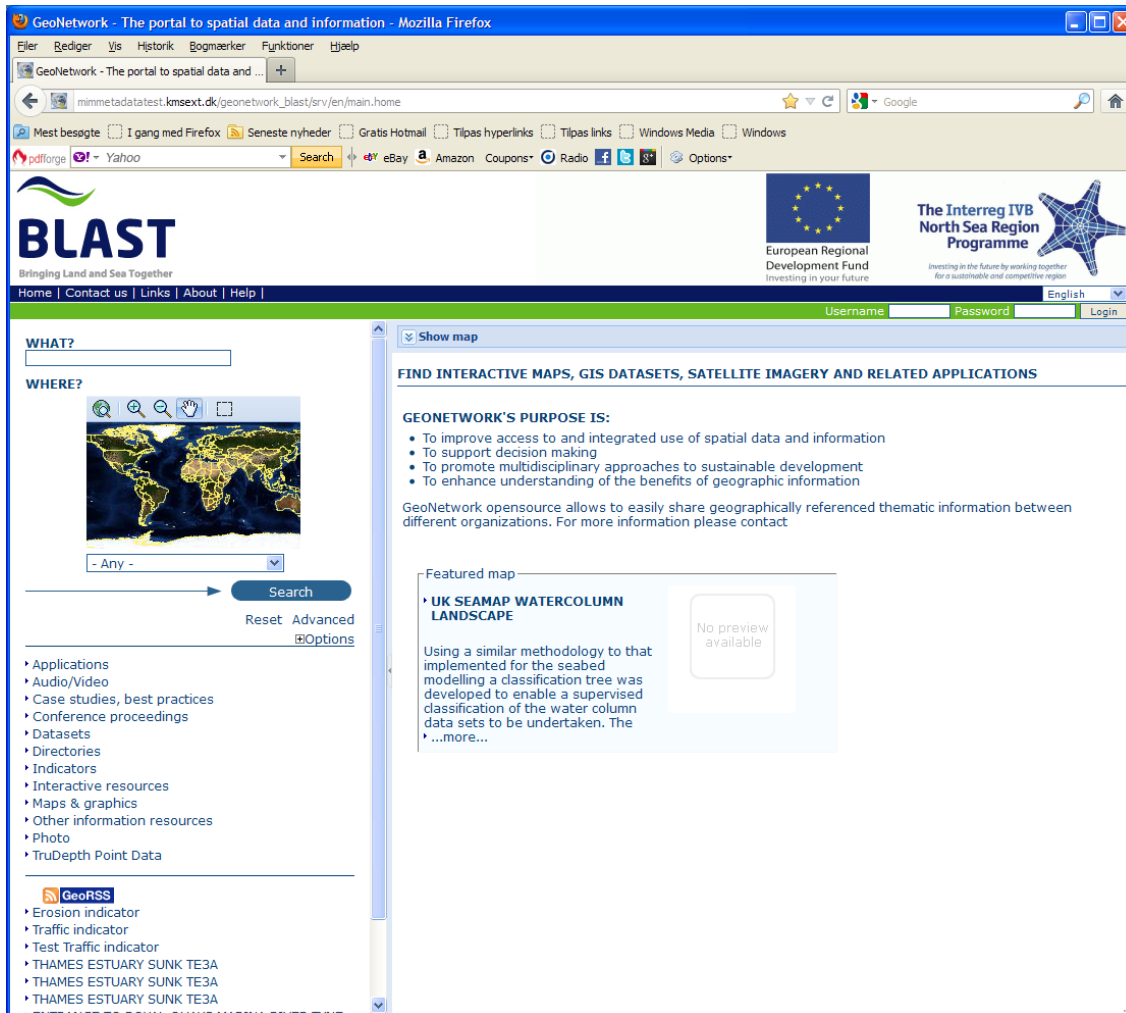 GeoNetwork - The portal to spatial data and information - Mozilla Firefox
Filer Rediger Vis Historik Bogmærker Funktioner Hjælp
GeoNetwork - The portal to spatial data and ... +
mimmetadatatest.kmsext.dk/geonetwork_blast/srv/en/main.home Google
Mest besøgte I gang med Firefox Seneste nyheder Gratis Hotmail Tilpas hyperlinks Tilpas links Windows Media Windows
pdfforge Yahoo Search eBay Amazon Coupons Radio Options
BLAST
Bringing Land and Sea Together
European Regional
Development Fund
Investing in your future
The Interreg IVB
North Sea Region
Programme
Investing in the future by working together
for a sustainable and competitive region
Home | Contact us | Links | About | Help |
English
Username Password Login
WHAT?
WHERE?
- Any -
Search
Reset Advanced
Options
Applications
Audio/Video
Case studies, best practices
Conference proceedings
Datasets
Directories
Indicators
Interactive resources
Maps & graphics
Other information resources
Photo
TruDepth Point Data
GeoRSS
Erosion indicator
Traffic indicator
Test Traffic indicator
THAMES ESTUARY SUNK TE3A
THAMES ESTUARY SUNK TE3A
THAMES ESTUARY SUNK TE3A
Show map
FIND INTERACTIVE MAPS, GIS DATASETS, SATELLITE IMAGERY AND RELATED APPLICATIONS
GEONETWORK'S PURPOSE IS:
• To improve access to and integrated use of spatial data and information
• To support decision making
• To promote multidisciplinary approaches to sustainable development
• To enhance understanding of the benefits of geographic information
GeoNetwork opensource allows to easily share geographically referenced thematic information between
different organizations. For more information please contact
Featured map
UK SEAMAP WATERCOLUMN
LANDSCAPE
Using a similar methodology to that
implemented for the seabed
modelling a classification tree was
developed to enable a supervised
classification of the water column
data sets to be undertaken. The
...more...
No preview
available